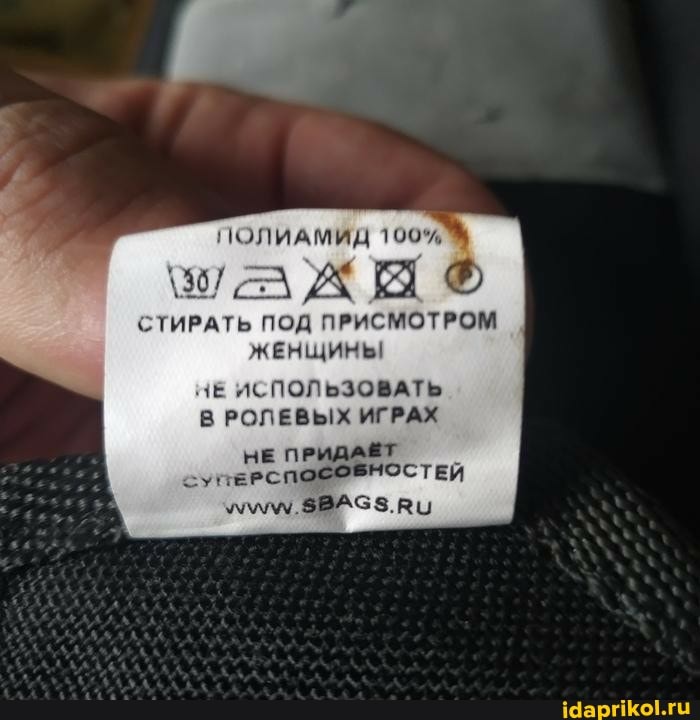 ПОЛИАМИД 100%
30 P
СТИРАТЬ ПОД ПРИСМОТРОМ
ЖЕНЩИНЫ
НЕ ИСПОЛЬЗОВАТЬ
В РОЛЕВЫХ ИГРАХ
НЕ ПРИДАЁТ
СУПЕРСПОСОБНОСТЕЙ
WWW.SBAGS.RU
idaprikol.ru